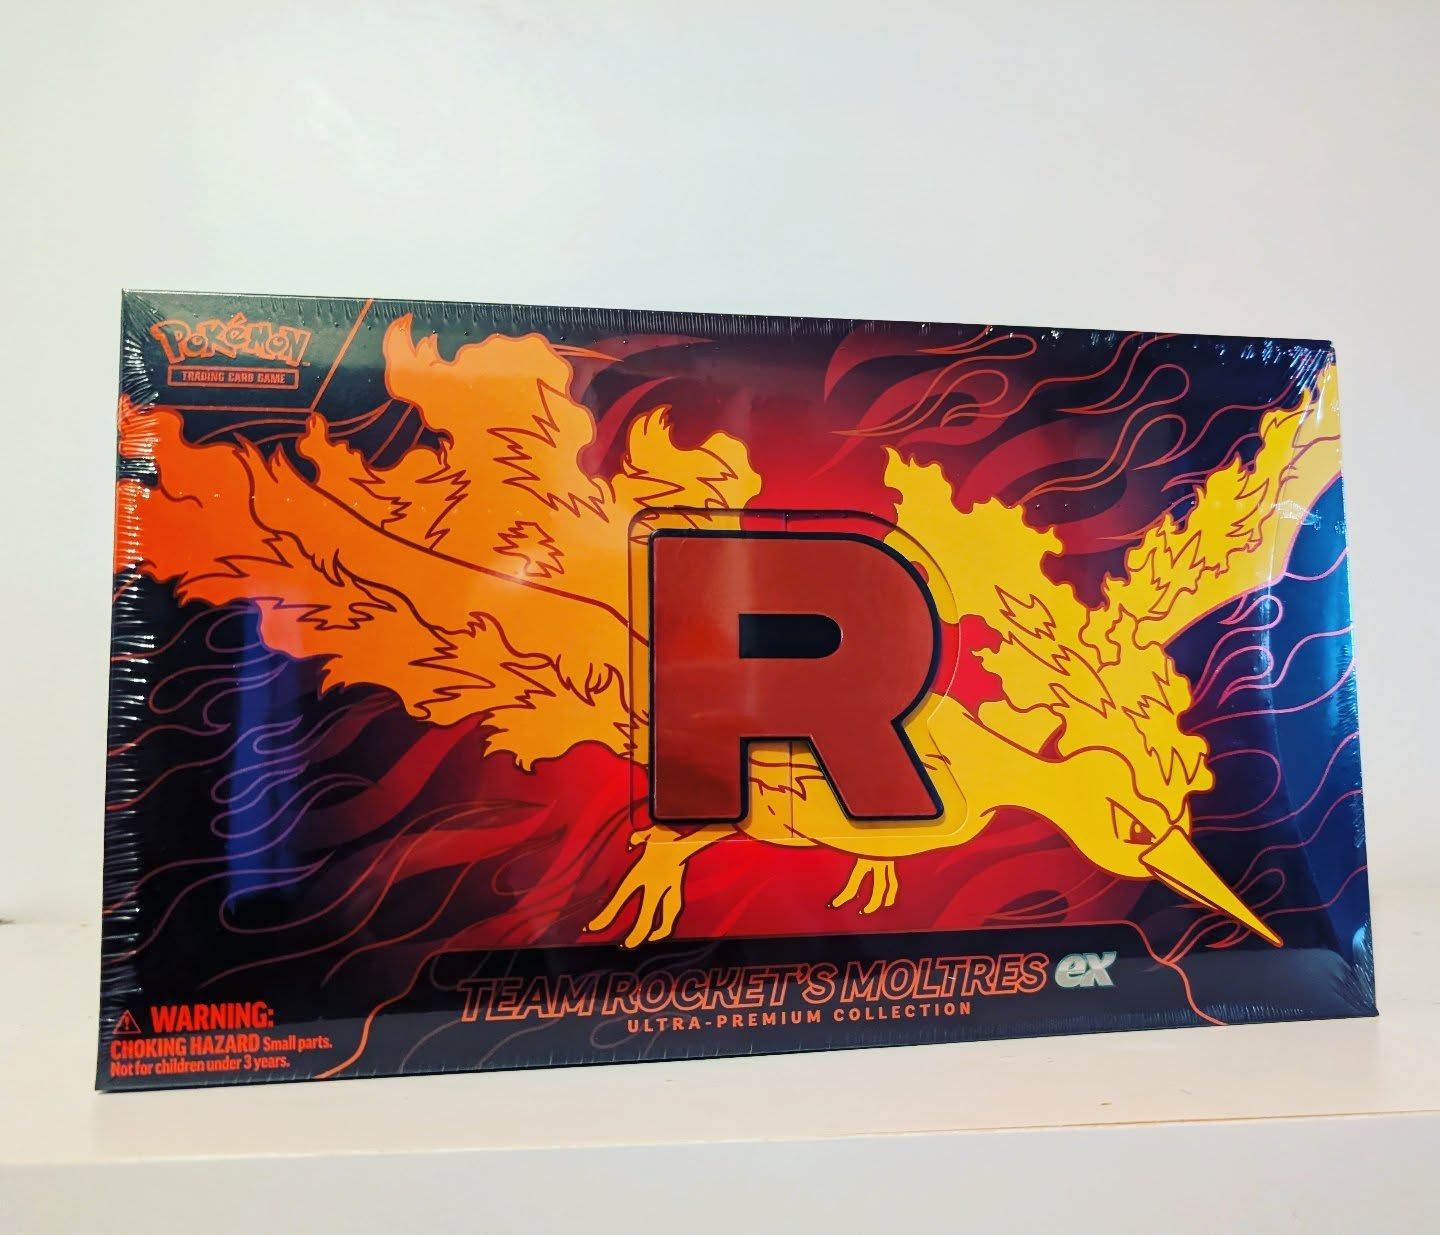 POKéMON
TRADING CARD GAME
R
TEAM ROCKET'S MOLTRES ex
ULTRA-PREMIUM COLLECTION
WARNING:
CHOKING HAZARD Small parts.
Not for children under 3 years.